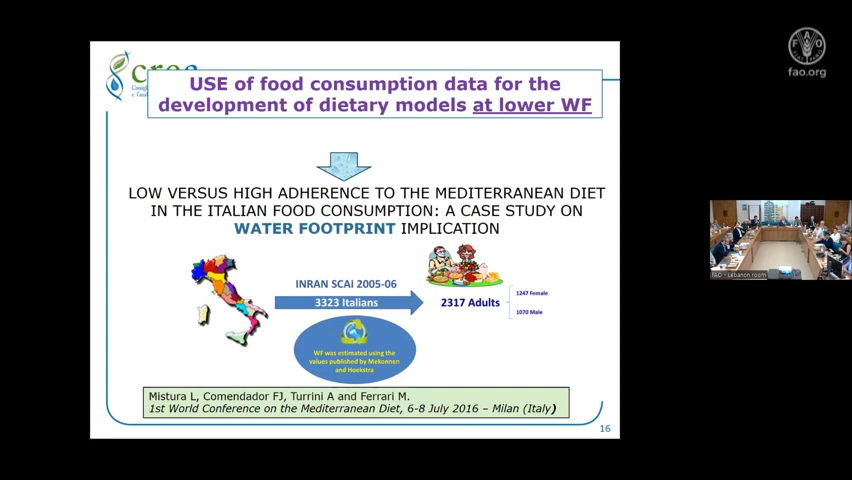 FAO
fao.org
crea
USE of food consumption data for the
development of dietary models at lower WF
LOW VERSUS HIGH ADHERENCE TO THE MEDITERRANEAN DIET
IN THE ITALIAN FOOD CONSUMPTION: A CASE STUDY ON
WATER FOOTPRINT IMPLICATION
INRAN SCAI 2005-06
3323 Italians
2317 Adults
1247 Female
1070 Male
WF was estimated using the
values published by Mekonnen
and Hoekstra
Mistura L, Comendador FJ, Turrini A and Ferrari M.
1st World Conference on the Mediterranean Diet, 6-8 July 2016 – Milan (Italy)
16
FAO - Lebanon room